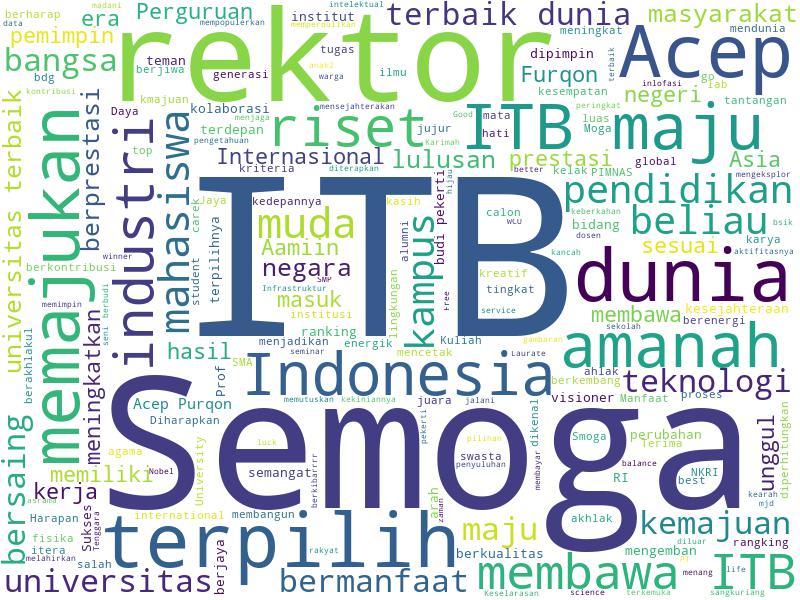 berharap
data
madani
era
Perguruan
mempopulerkan
institut
intelektual
memperdulikan
anak2
terbaik dunia
meningkat
mendunia
masyarakat
pemimpin
rektor
teman
tugas
warga
dipimpin
terbaik
Acep
bangsa
bdg
berjiwa
generasi
ilmu
Furqon
kesempatan
inlofasi
go
lab
kontribusi
kmajuan
kolaborasi
mensejahterakan
Good
mata
negeri
tantangan
peringkat
universitas terbaik
memajukan
berprestasi
industri
Daya
terdepan
menjaga
pengetahuan
riset
jujur
Karimah
ITB
hati
luas
Moga
maju
mahasiswa
top
Internasional
kriteria
diterapkan
lulusan
prestasi
kelak
PIMNAS
global
Asia
better
mengeksplor
ITB
Jaya
kedepannya
kasih
budi pekerti
hijau
calon
WCU
pendidikan
keberkahan
bsik
muda
Aamiin
negara
carek
terpilihnya
student
kampus
alumni
dosen
bidang
karya
kancah
aktifitasnya
beliau
sesuai
winner
berkontribusi
Infrastruktur
SMP
masuk
institusi
lingkungan
Free
kreatif
tingkat
service
dunia
kesejahteraan
memimpin
seni
berbudi
meningkatkan
ranking
gambaran
membawa
berenergi
sekolah
hasil
menjadikan
energik
Kuliah
SMA
seminar
mencetak
Laurate
amanah
berakhlakul
Prof
Indonesia
ahlak
berkembang
teknologi
memutuskan
kekiniannya
juara
jalani
visioner
Manfaat
proses
Acep Purqon
Diharapkan
Semoga
pekerti
pilihan
dikenal
Smoga
perubahan
Terima
unggul
diperhitungkan
bersaing
agama
University
luck
swasta
penyuluhan
membayar
RI
balance
NKRI
best
memiliki
Nobel
semangat
berkibarrrr
kerja
asrama
akhlak
kearah
mjd
Harapan
Sukses
Tenggara
international
membangun
arah
zaman
maju
kemajuan
fisika
itera
terpilih
rakyat
berkualitas
mengemban
diluar
rangking
melahirkan
salah
berjaya
universitas
bermanfaat
membawa
menang
life
ITB
Keselarasan
science
terkemuka
sangkuriang